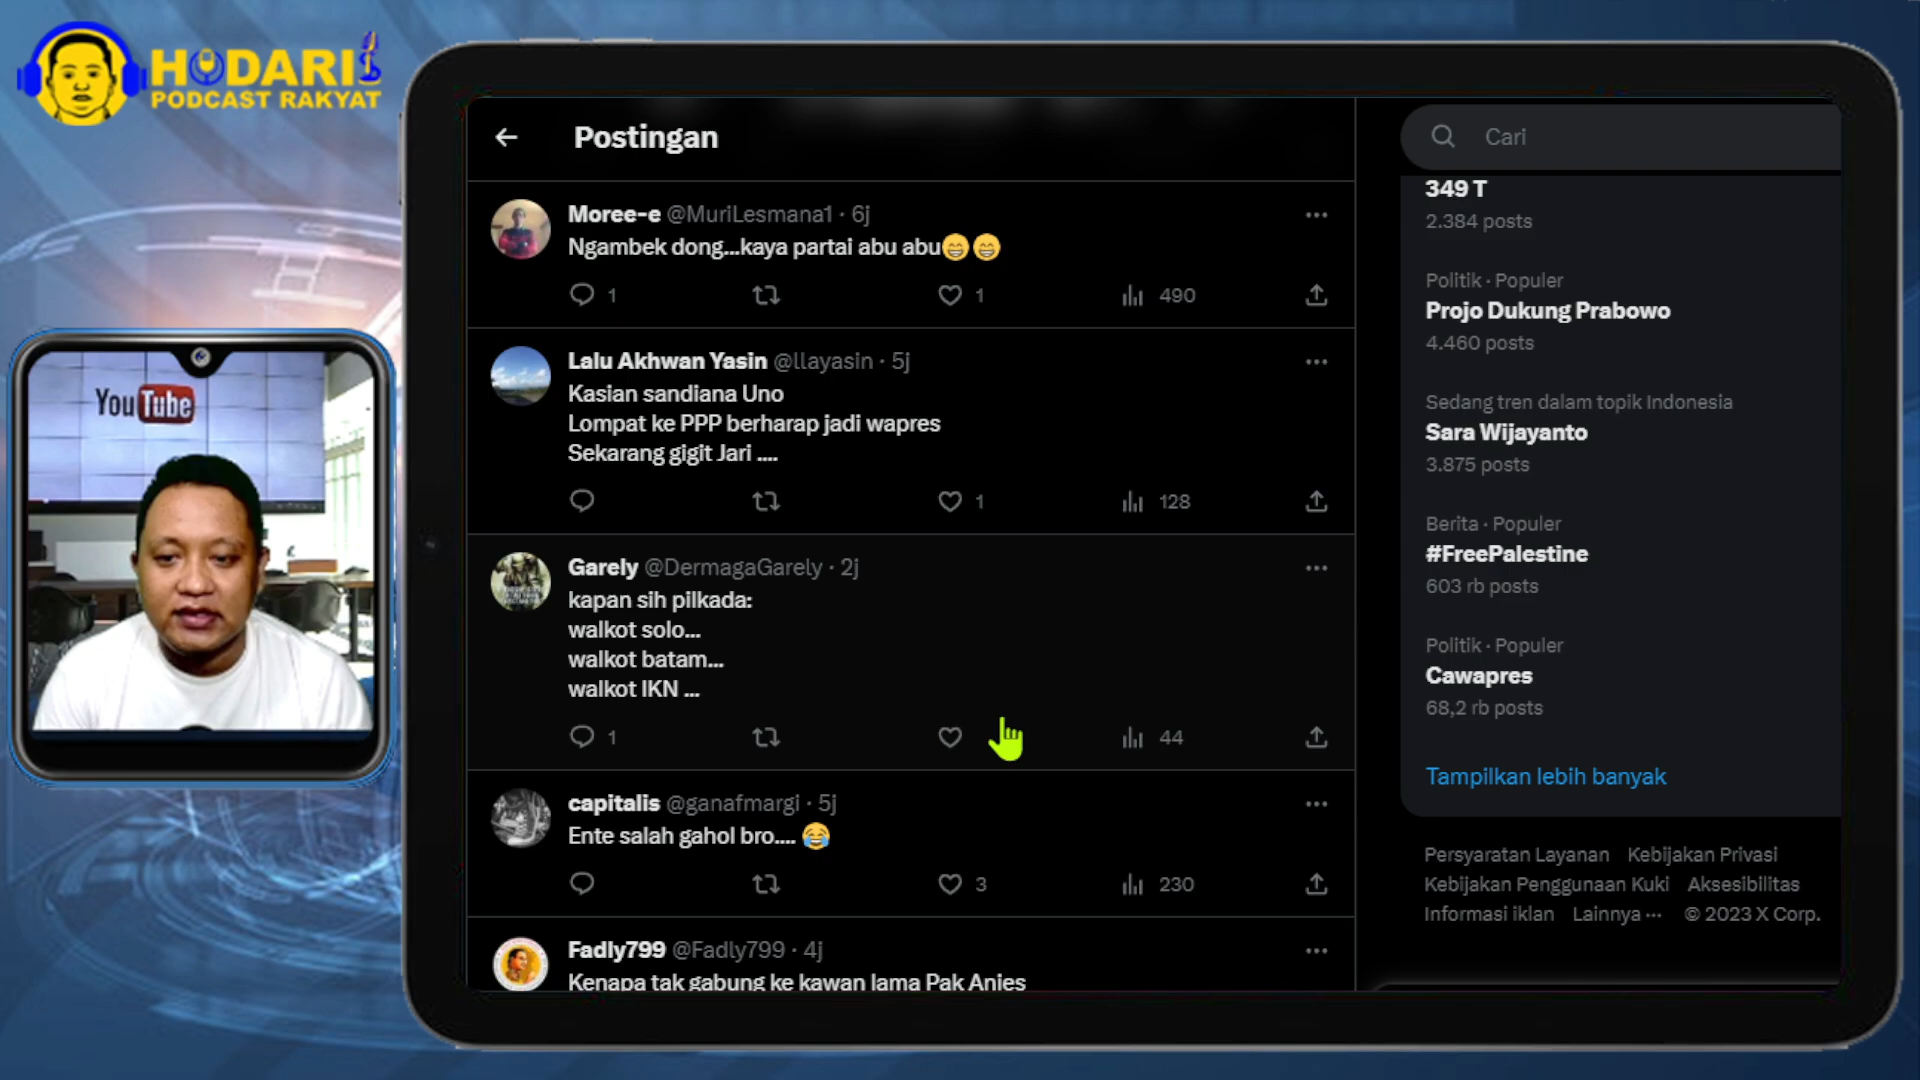 HODARI
PODCAST RAKYAT
YouTube
Postingan
Moree-e @MuriLesmana1 · 6j
Ngambek dong...kaya partai abu abu😁😁
1 1 490
Lalu Akhwan Yasin @llayasin · 5j
Kasian sandiana Uno
Lompat ke PPP berharap jadi wapres
Sekarang gigit Jari ....
1 128
Garely @DermagaGarely · 2j
kapan sih pilkada:
walkot solo...
walkot batam...
walkot IKN ...
1 44
capitalis @ganafmargi · 5j
Ente salah gahol bro.... 😂
3 230
Fadly799 @Fadly799 · 4j
Kenapa tak gabung ke kawan lama Pak Anies
Cari
349 T
2.384 posts
Politik · Populer
Projo Dukung Prabowo
4.460 posts
Sedang tren dalam topik Indonesia
Sara Wijayanto
3.875 posts
Berita · Populer
#FreePalestine
603 rb posts
Politik · Populer
Cawapres
68,2 rb posts
Tampilkan lebih banyak
Persyaratan Layanan Kebijakan Privasi
Kebijakan Penggunaan Kuki Aksesibilitas
Informasi iklan Lainnya ··· © 2023 X Corp.